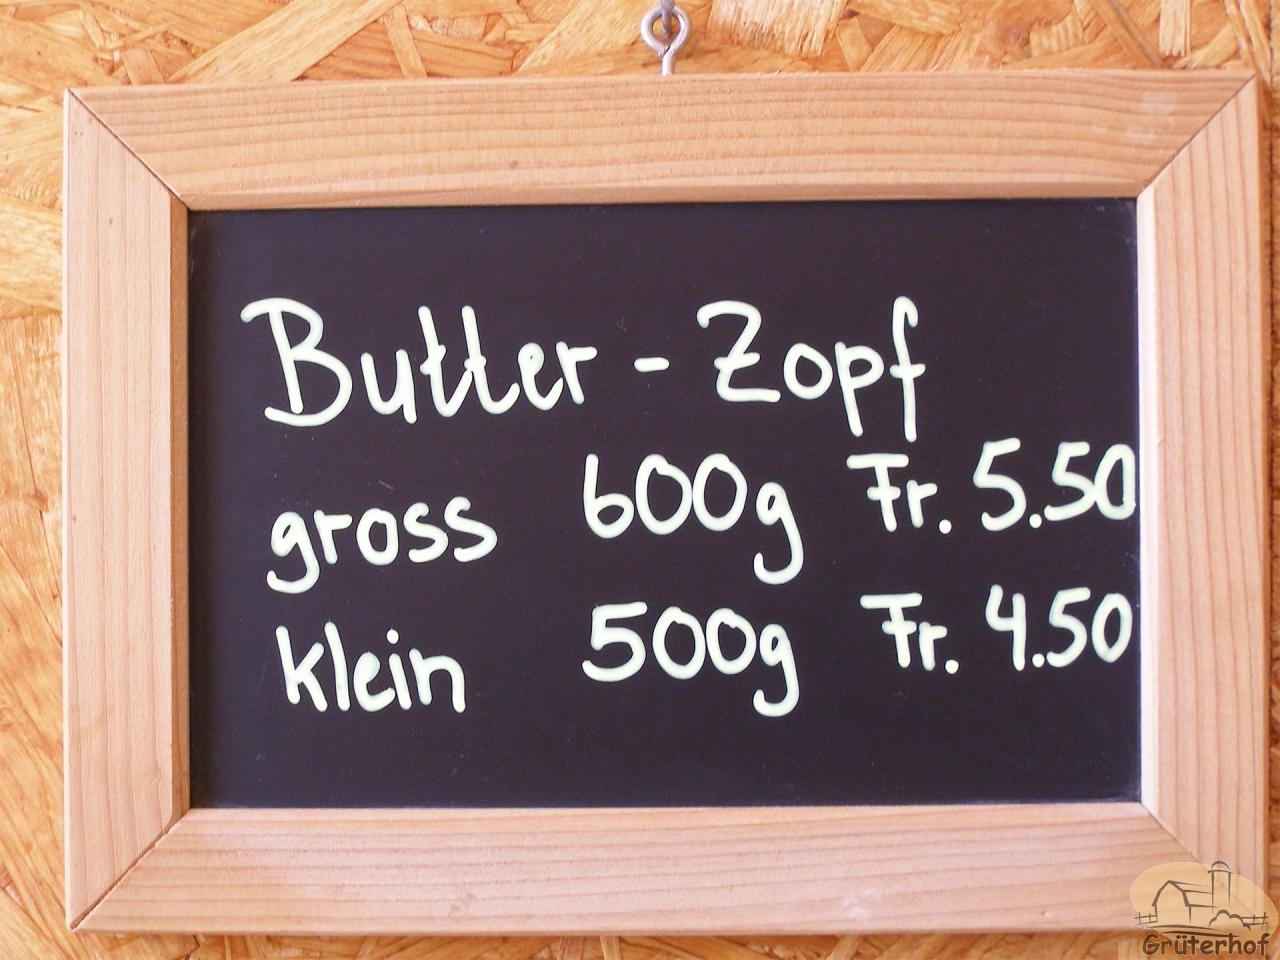 Butter - Zopf
gross 600g Fr. 5.50
klein 500g Fr. 4.50
Grüterhof